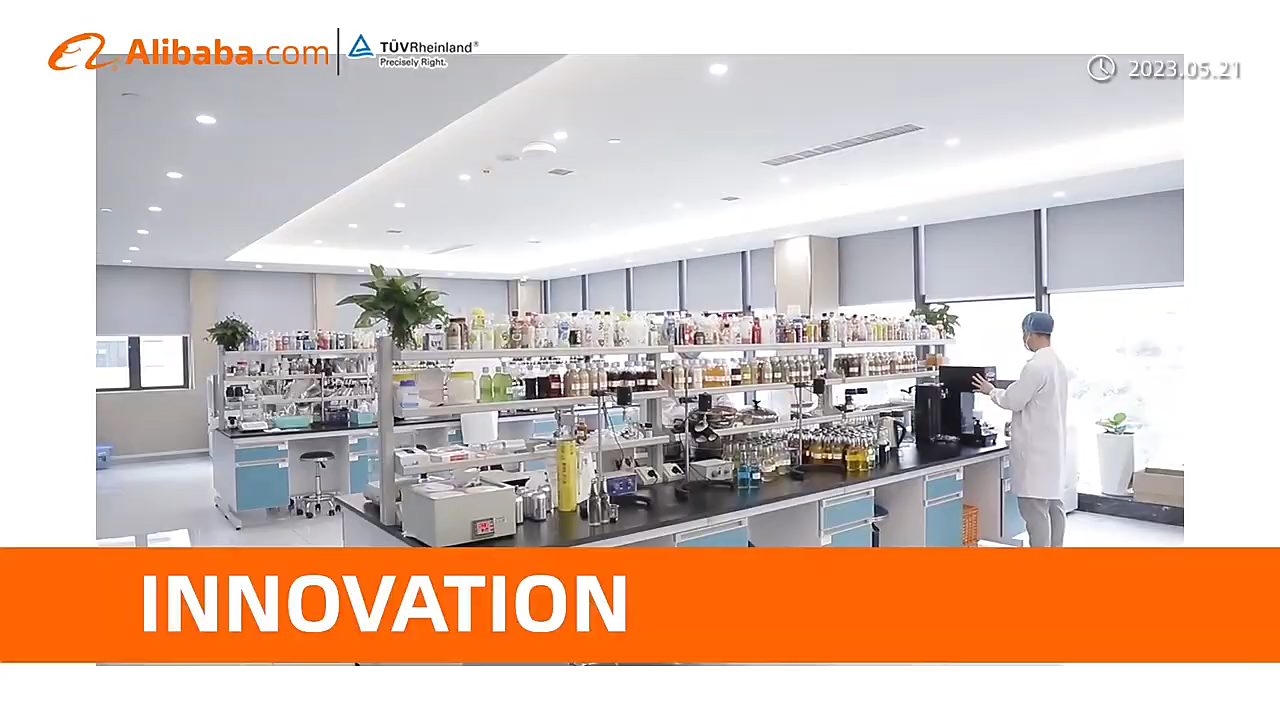 Alibaba.com
TÜVRheinland®
Precisely Right.
2023.05.21
INNOVATION